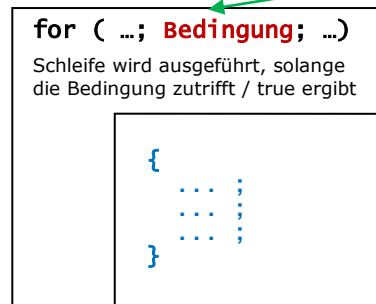 for ( …; Bedingung; …)
Schleife wird ausgeführt, solange
die Bedingung zutrifft / true ergibt
{
... ;
... ;
... ;
}